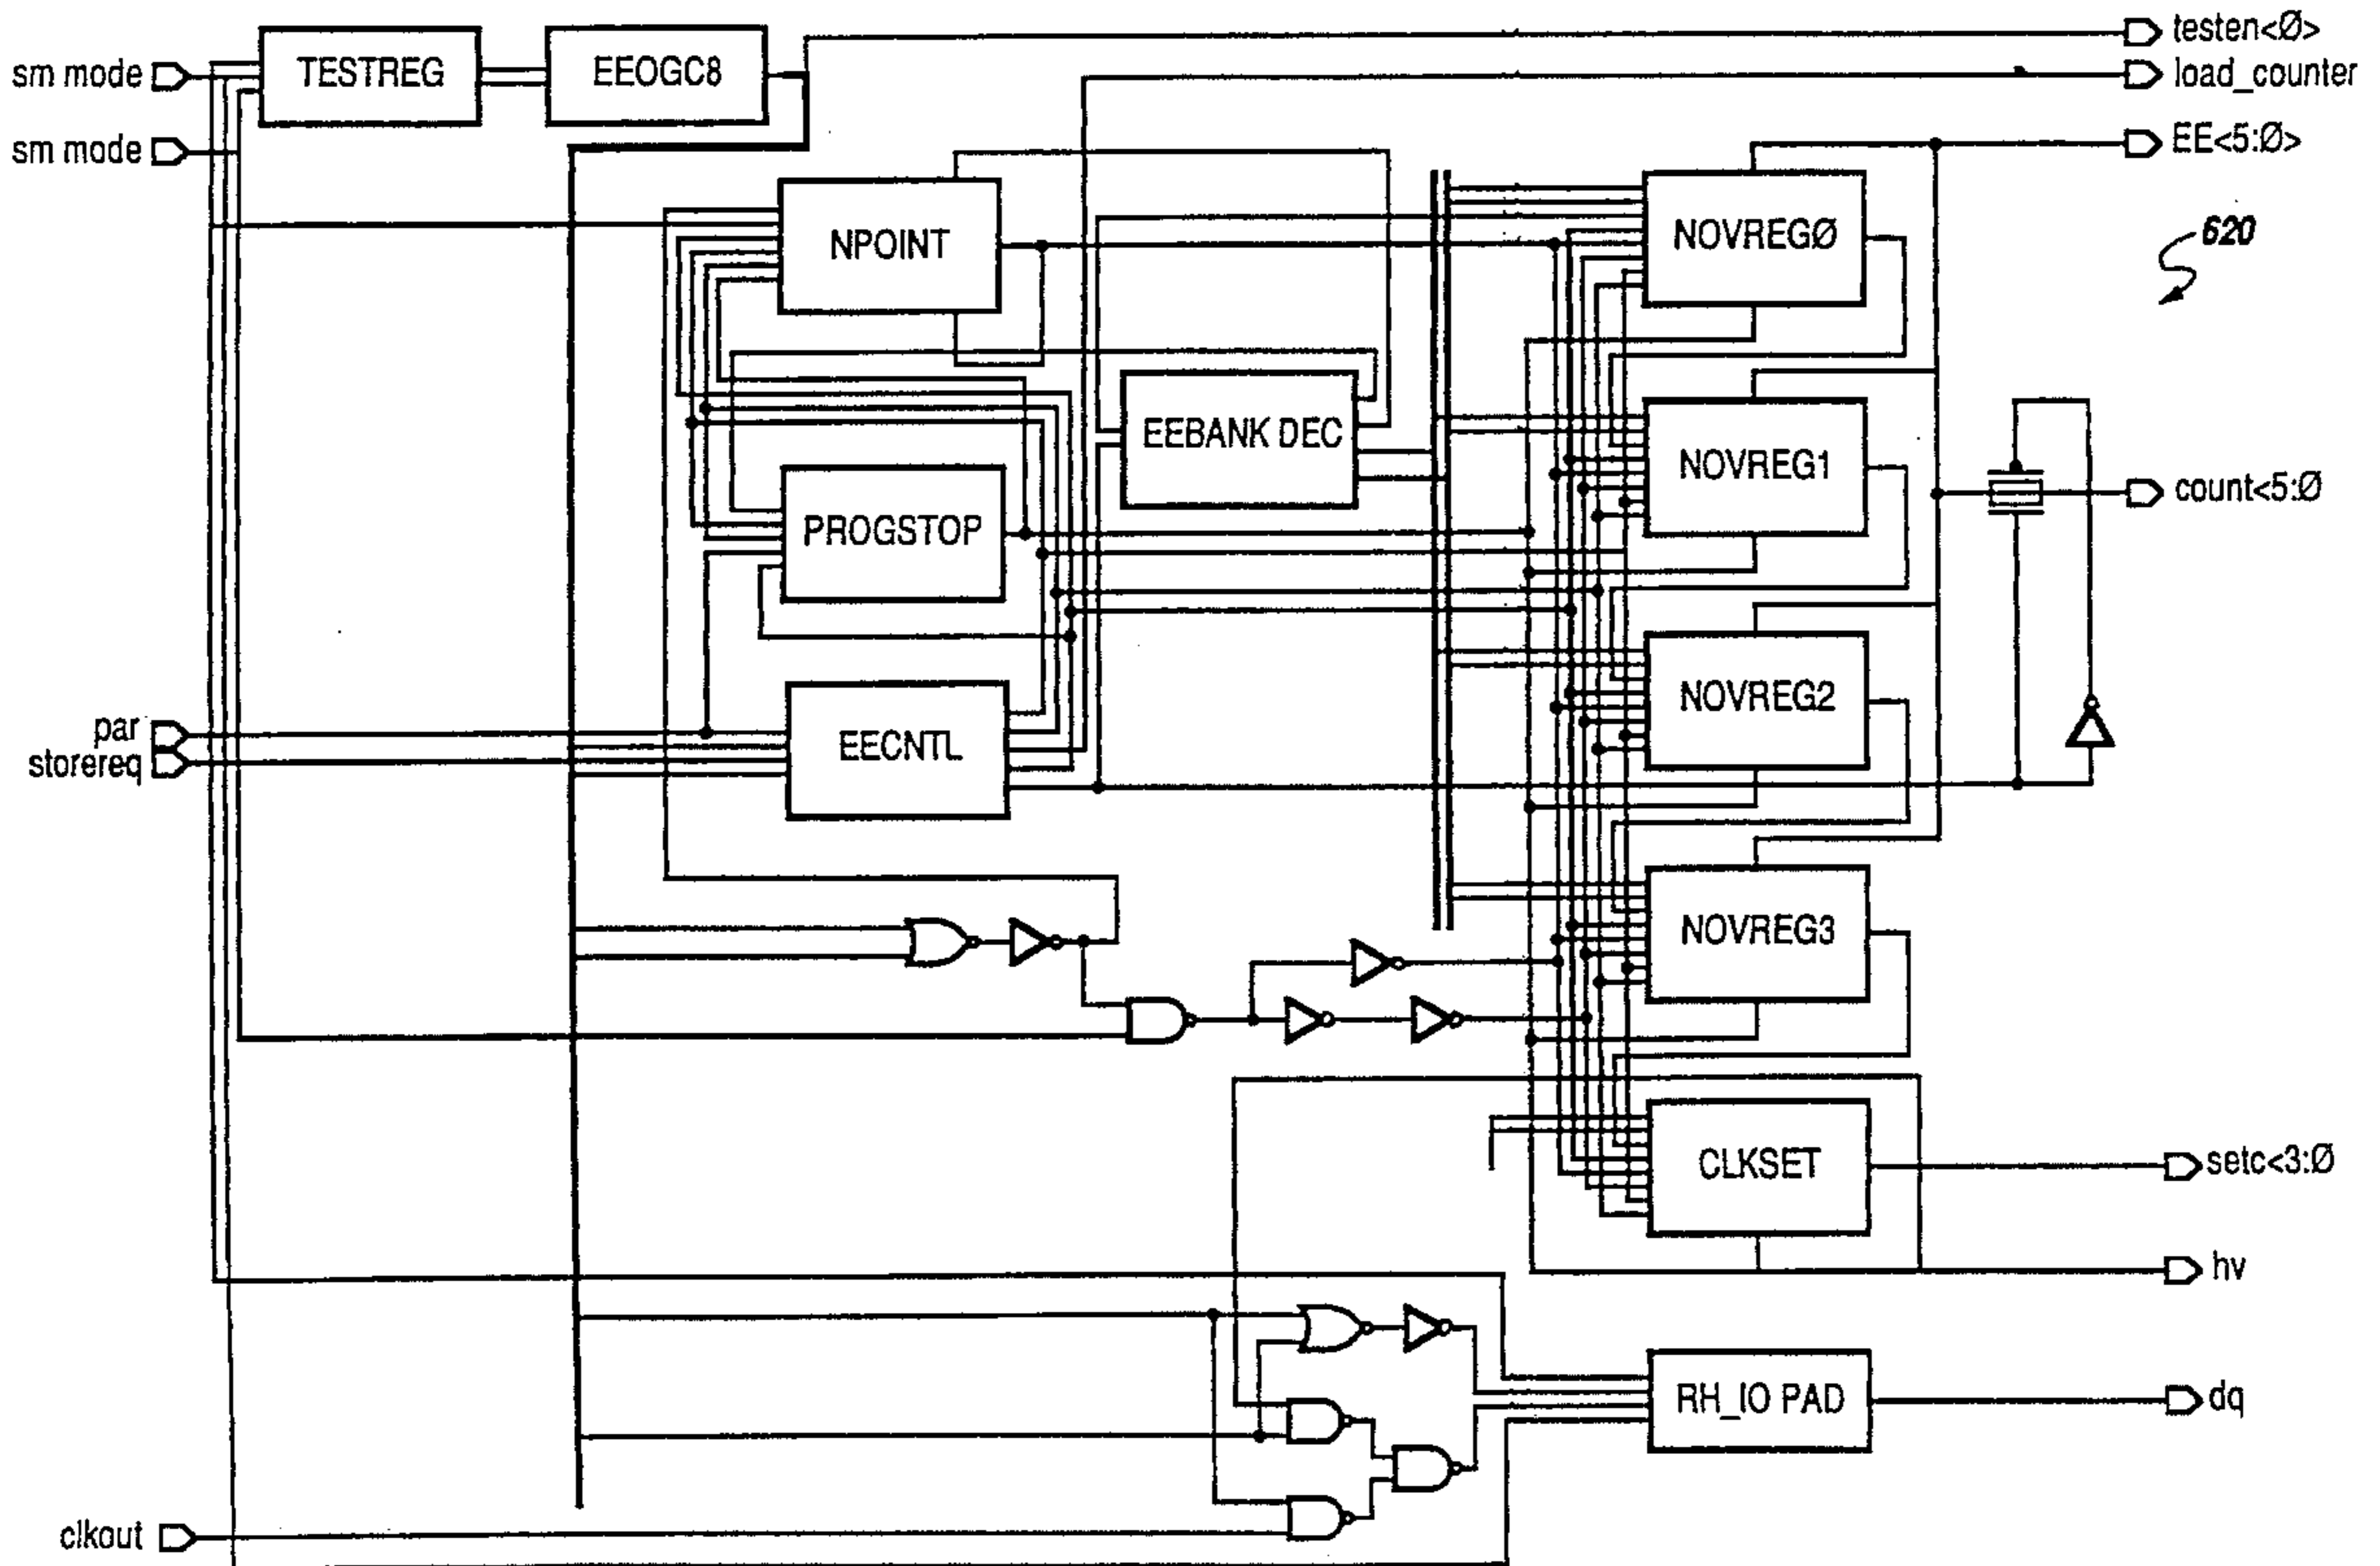 sm mode
TESTREG
EEOGC8
testen<Ø>
load_counter
sm mode
EE<5:Ø>
NPOINT
NOVREGØ
620
EEBANK DEC
NOVREG1
count<5:Ø
PROGSTOP
NOVREG2
par
storereq
EECNTL
NOVREG3
CLKSET
setc<3:Ø
hv
RH_IO PAD
dq
clkout